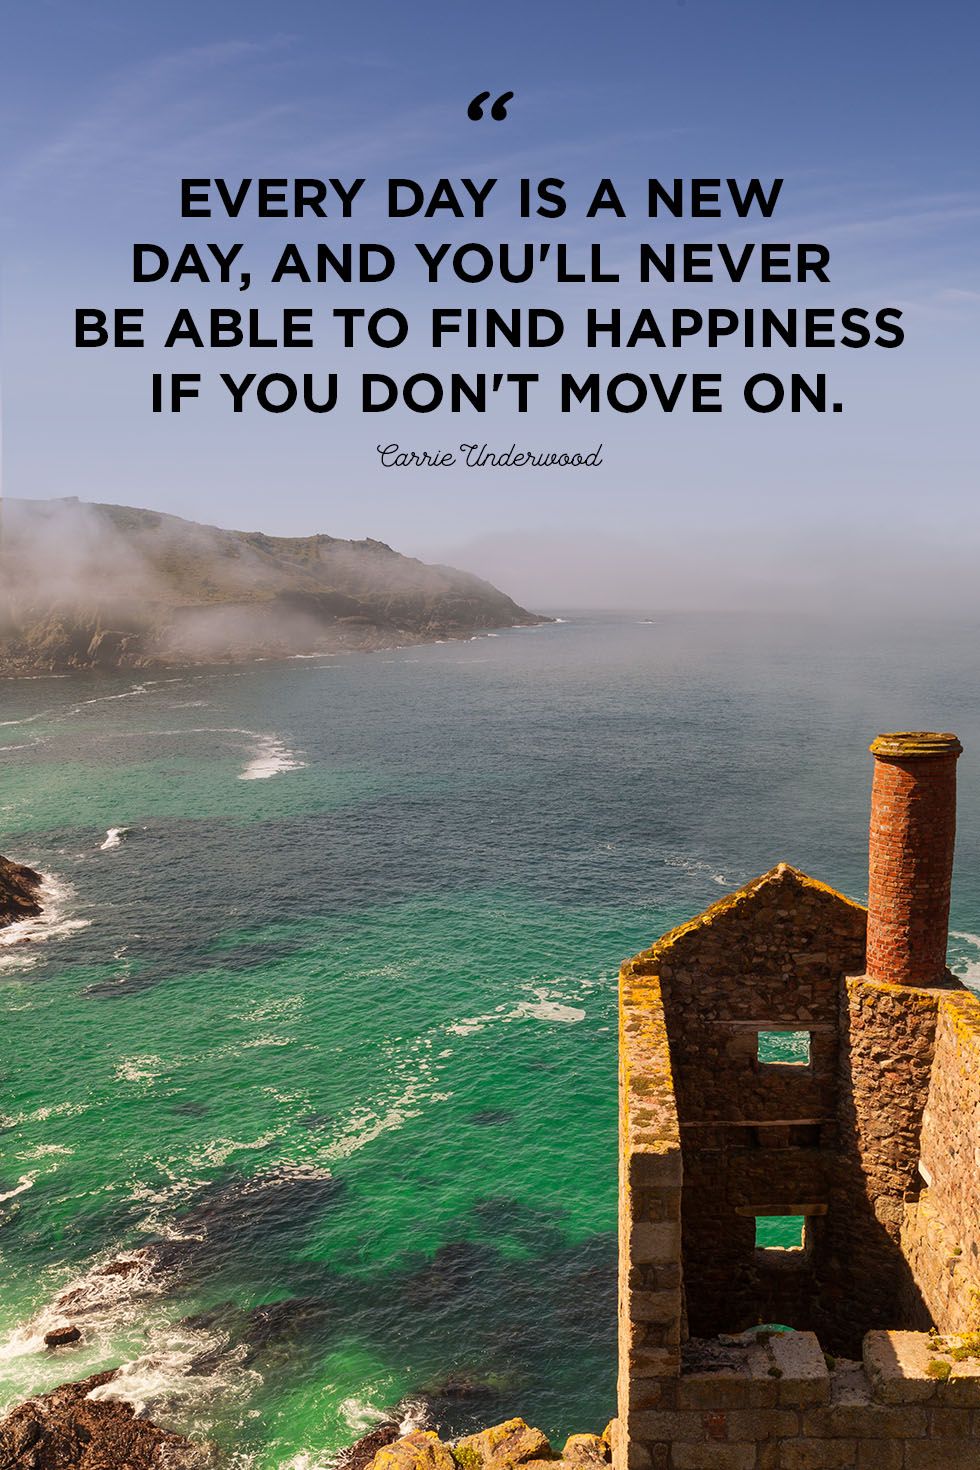 “
EVERY DAY IS A NEW
DAY, AND YOU'LL NEVER
BE ABLE TO FIND HAPPINESS
IF YOU DON'T MOVE ON.
Carrie Underwood